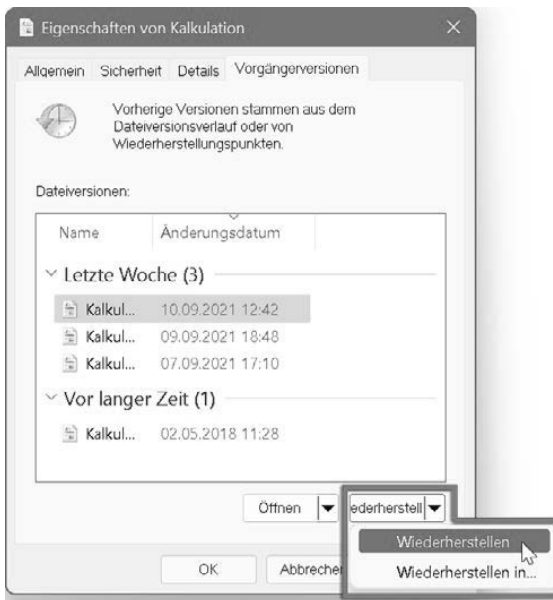 Eigenschaften von Kalkulation
Allgemein Sicherheit Details Vorgängerversionen
Vorherige Versionen stammen aus dem
Dateiversionsverlauf oder von
Wiederherstellungspunkten.
Dateiversionen:
Name Änderungsdatum
Letzte Woche (3)
Kalkul... 10.09.2021 12:42
Kalkul... 09.09.2021 18:48
Kalkul... 07.09.2021 17:10
Vor langer Zeit (1)
Kalkul... 02.05.2018 11:28
Öffnen ederherstell
Wiederherstellen
OK Abbreche
Wiederherstellen in...